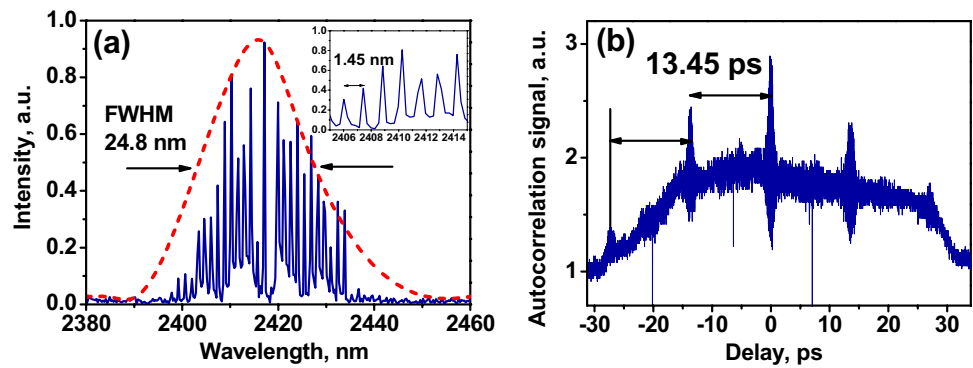 (a)
FWHM
24.8 nm
1.45 nm
1.0
0.8
0.6
0.4
0.2
0.0
2406 2408 2410 2412 2414
Intensity, a.u.
1.0
0.8
0.6
0.4
0.2
0.0
2380 2400 2420 2440 2460
Wavelength, nm
(b)
13.45 ps
Autocorrelation signal, a.u.
3
2
1
-30 -20 -10 0 10 20 30
Delay, ps